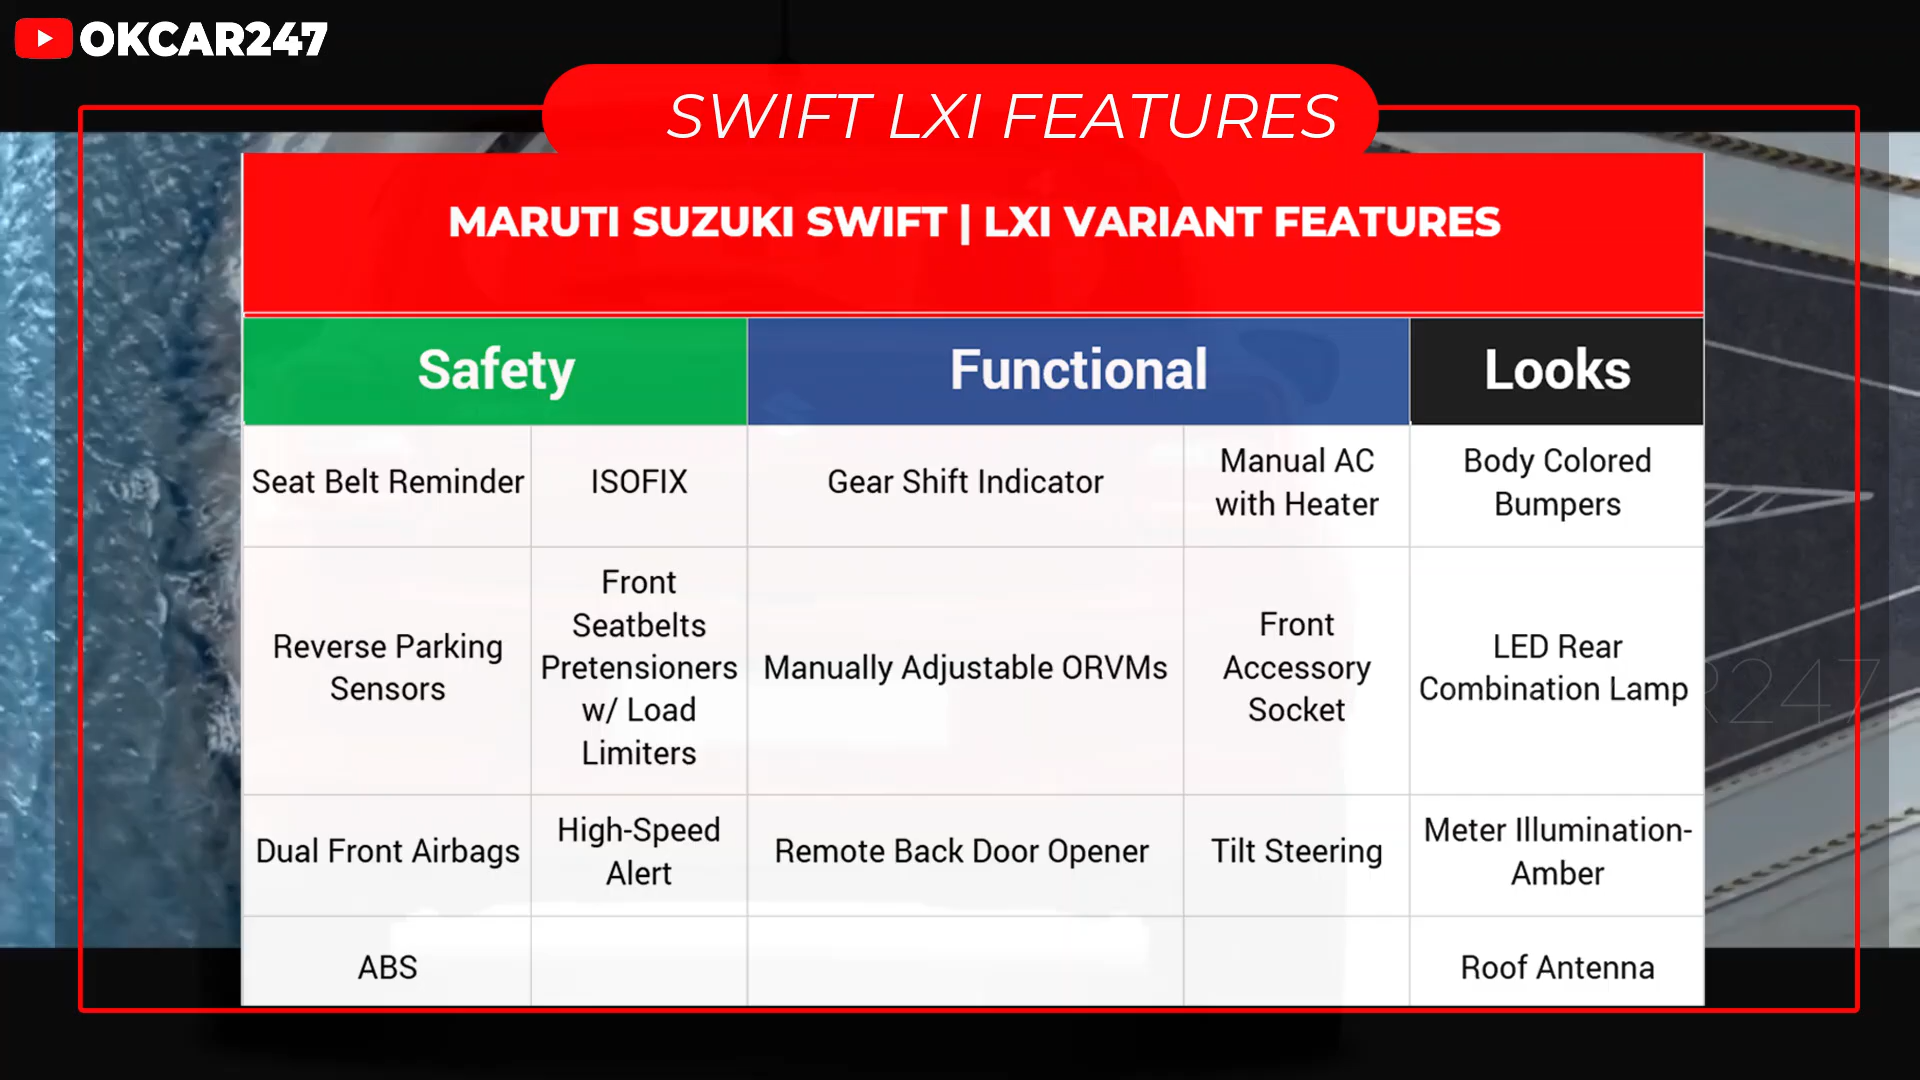 OKCAR247
SWIFT LXI FEATURES
MARUTI SUZUKI SWIFT | LXI VARIANT FEATURES
Safety
Functional
Looks
Seat Belt Reminder
ISOFIX
Gear Shift Indicator
Manual AC
with Heater
Body Colored
Bumpers
Reverse Parking
Sensors
Front
Seatbelts
Pretensioners
w/ Load
Limiters
Manually Adjustable ORVMs
Front
Accessory
Socket
LED Rear
Combination Lamp
Dual Front Airbags
High-Speed
Alert
Remote Back Door Opener
Tilt Steering
Meter Illumination-
Amber
ABS
Roof Antenna
R247